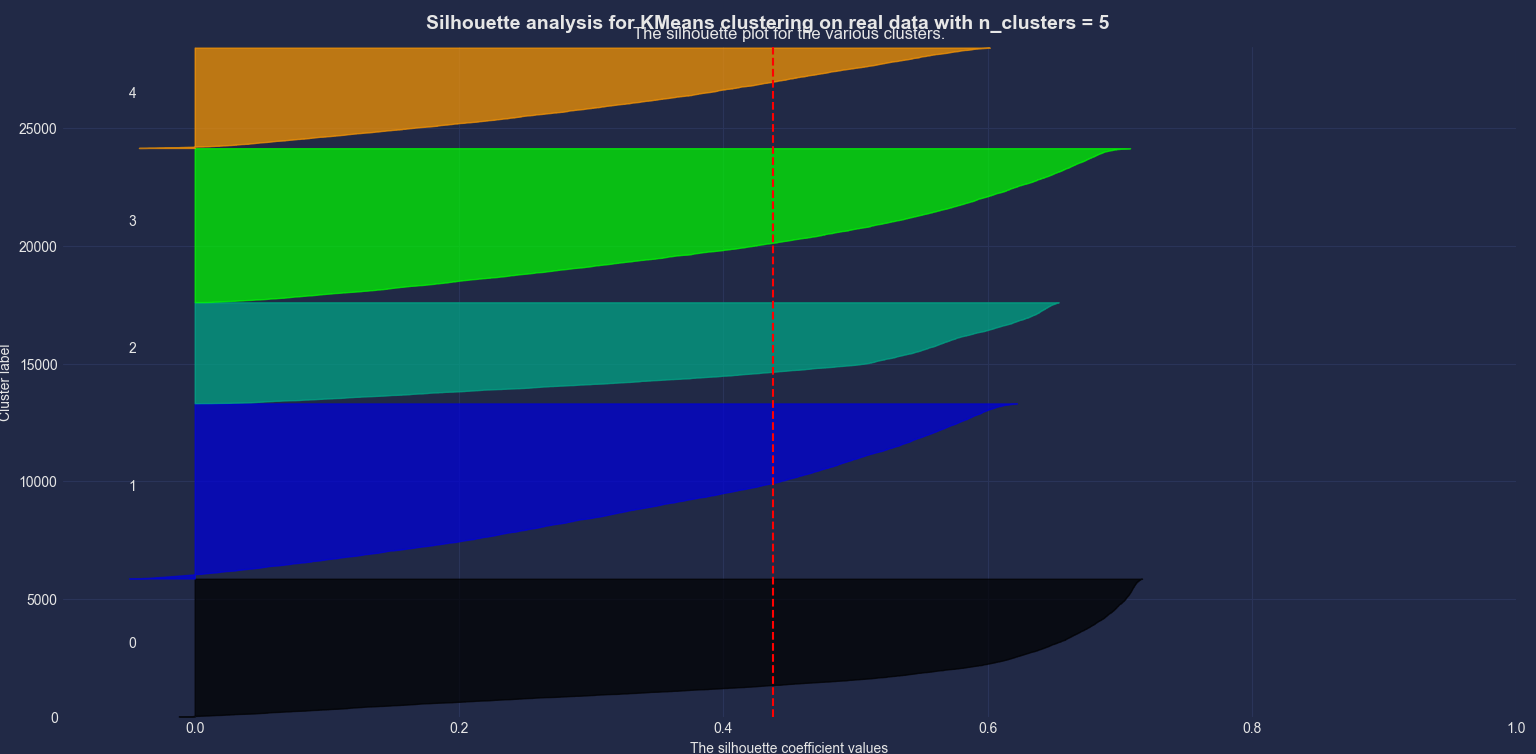 Silhouette analysis for KMeans clustering on real data with n_clusters = 5
The silhouette plot for the various clusters.
4
25000
3
20000
2
15000
Cluster label
1
10000
5000
0
0
0.0 0.2 0.4 0.6 0.8 1.0
The silhouette coefficient values